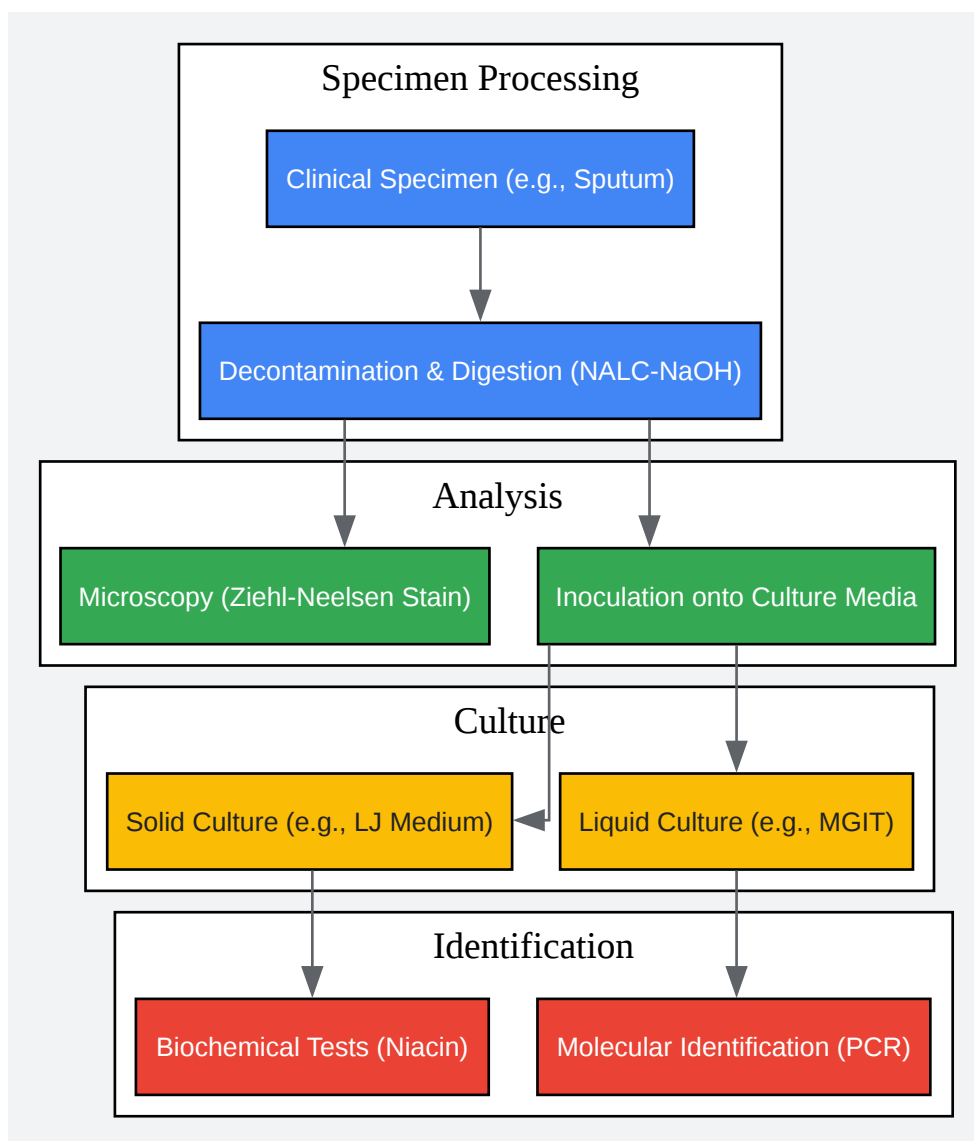 Specimen Processing
Clinical Specimen (e.g., Sputum)
Decontamination & Digestion (NALC-NaOH)
Analysis
Microscopy (Ziehl-Neelsen Stain)
Inoculation onto Culture Media
Culture
Solid Culture (e.g., LJ Medium)
Liquid Culture (e.g., MGIT)
Identification
Biochemical Tests (Niacin)
Molecular Identification (PCR)